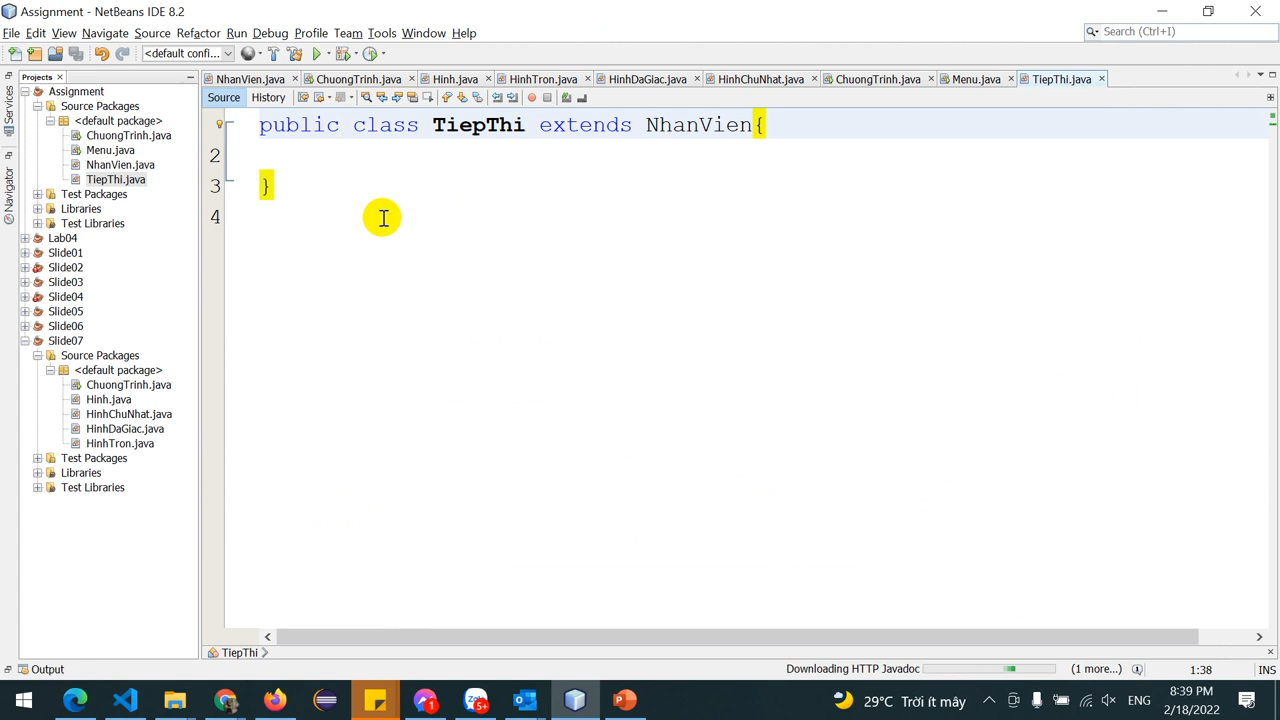 Assignment - NetBeans IDE 8.2
File Edit View Navigate Source Refactor Run Debug Profile Team Tools Window Help
Search (Ctrl+I)
<default confi...
Projects
NhanVien.java ChuongTrinh.java Hinh.java HinhTron.java HinhDaGiac.java HinhChuNhat.java ChuongTrinh.java Menu.java TiepThi.java
Source History
Services
Navigator
Assignment
Source Packages
<default package>
ChuongTrinh.java
Menu.java
NhanVien.java
TiepThi.java
Test Packages
Libraries
Test Libraries
Lab04
Slide01
Slide02
Slide03
Slide04
Slide05
Slide06
Slide07
Source Packages
<default package>
ChuongTrinh.java
Hinh.java
HinhChuNhat.java
HinhDaGiac.java
HinhTron.java
Test Packages
Libraries
Test Libraries
public class TiepThi extends NhanVien{
2
3 }
4
TiepThi
Output
Downloading HTTP Javadoc (1 more...) 1:38 INS
1 5+
29°C Trời ít mây ENG
8:39 PM
2/18/2022